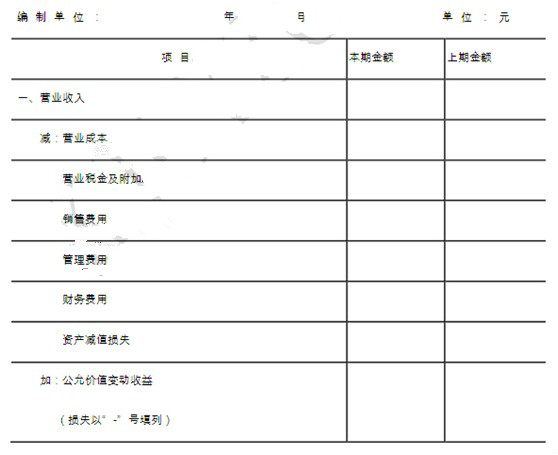 编制单位： 年 月 单位：元
项 目 本期金额 上期金额
一、营业收入
减：营业成本
营业税金及附加
销售费用
管理费用
财务费用
资产减值损失
加：公允价值变动收益
（损失以“-”号填列）